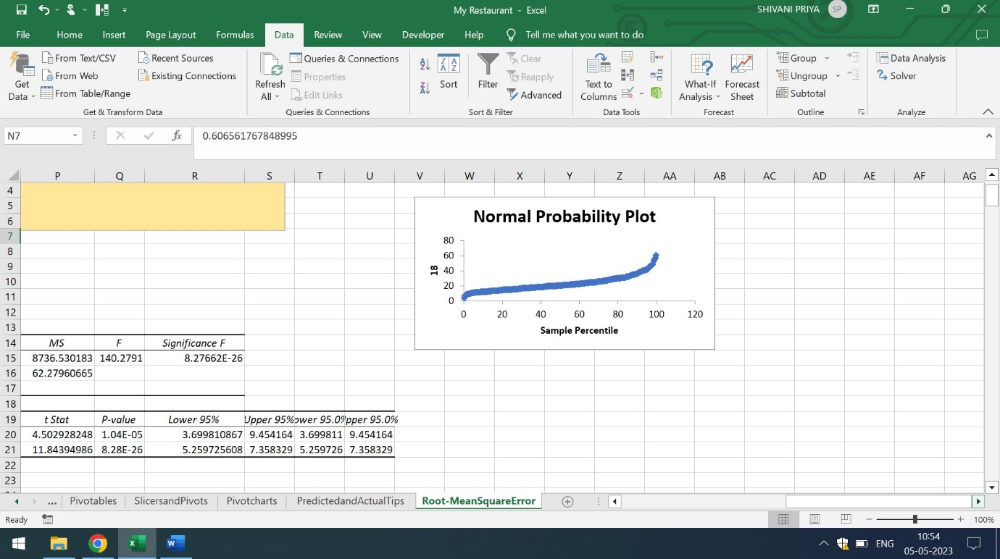 My Restaurant - Excel
SHIVANI PRIYA SP
File Home Insert Page Layout Formulas Data Review View Developer Help Tell me what you want to do
Get Data
From Text/CSV
From Web
From Table/Range
Recent Sources
Existing Connections
Get & Transform Data
Refresh All
Queries & Connections
Properties
Edit Links
Queries & Connections
Sort
Filter
Clear
Reapply
Advanced
Sort & Filter
Text to Columns
Data Tools
What-If Analysis
Forecast Sheet
Forecast
Group
Ungroup
Subtotal
Outline
Data Analysis
Solver
Analyze
N7 fx 0.606561767848995
P Q R S T U V W X Y Z AA AB AC AD AE AF AG
4
5
6
7
8
9
10
11
12
13
14 MS F Significance F
15 8736.530183 140.2791 8.27662E-26
16 62.27960665
17
18
19 t Stat P-value Lower 95% Upper 95% ower 95.0% pper 95.0%
20 4.502928248 1.04E-05 3.699810867 9.454164 3.699811 9.454164
21 11.84394986 8.28E-26 5.259725608 7.358329 5.259726 7.358329
22
23
Normal Probability Plot
80
60
40
20
0
18
0 20 40 60 80 100 120
Sample Percentile
... Pivotables SlicersandPivots Pivotcharts PredictedandActualTips Root-MeanSquareError
Ready 100%
ENG
10:54
05-05-2023